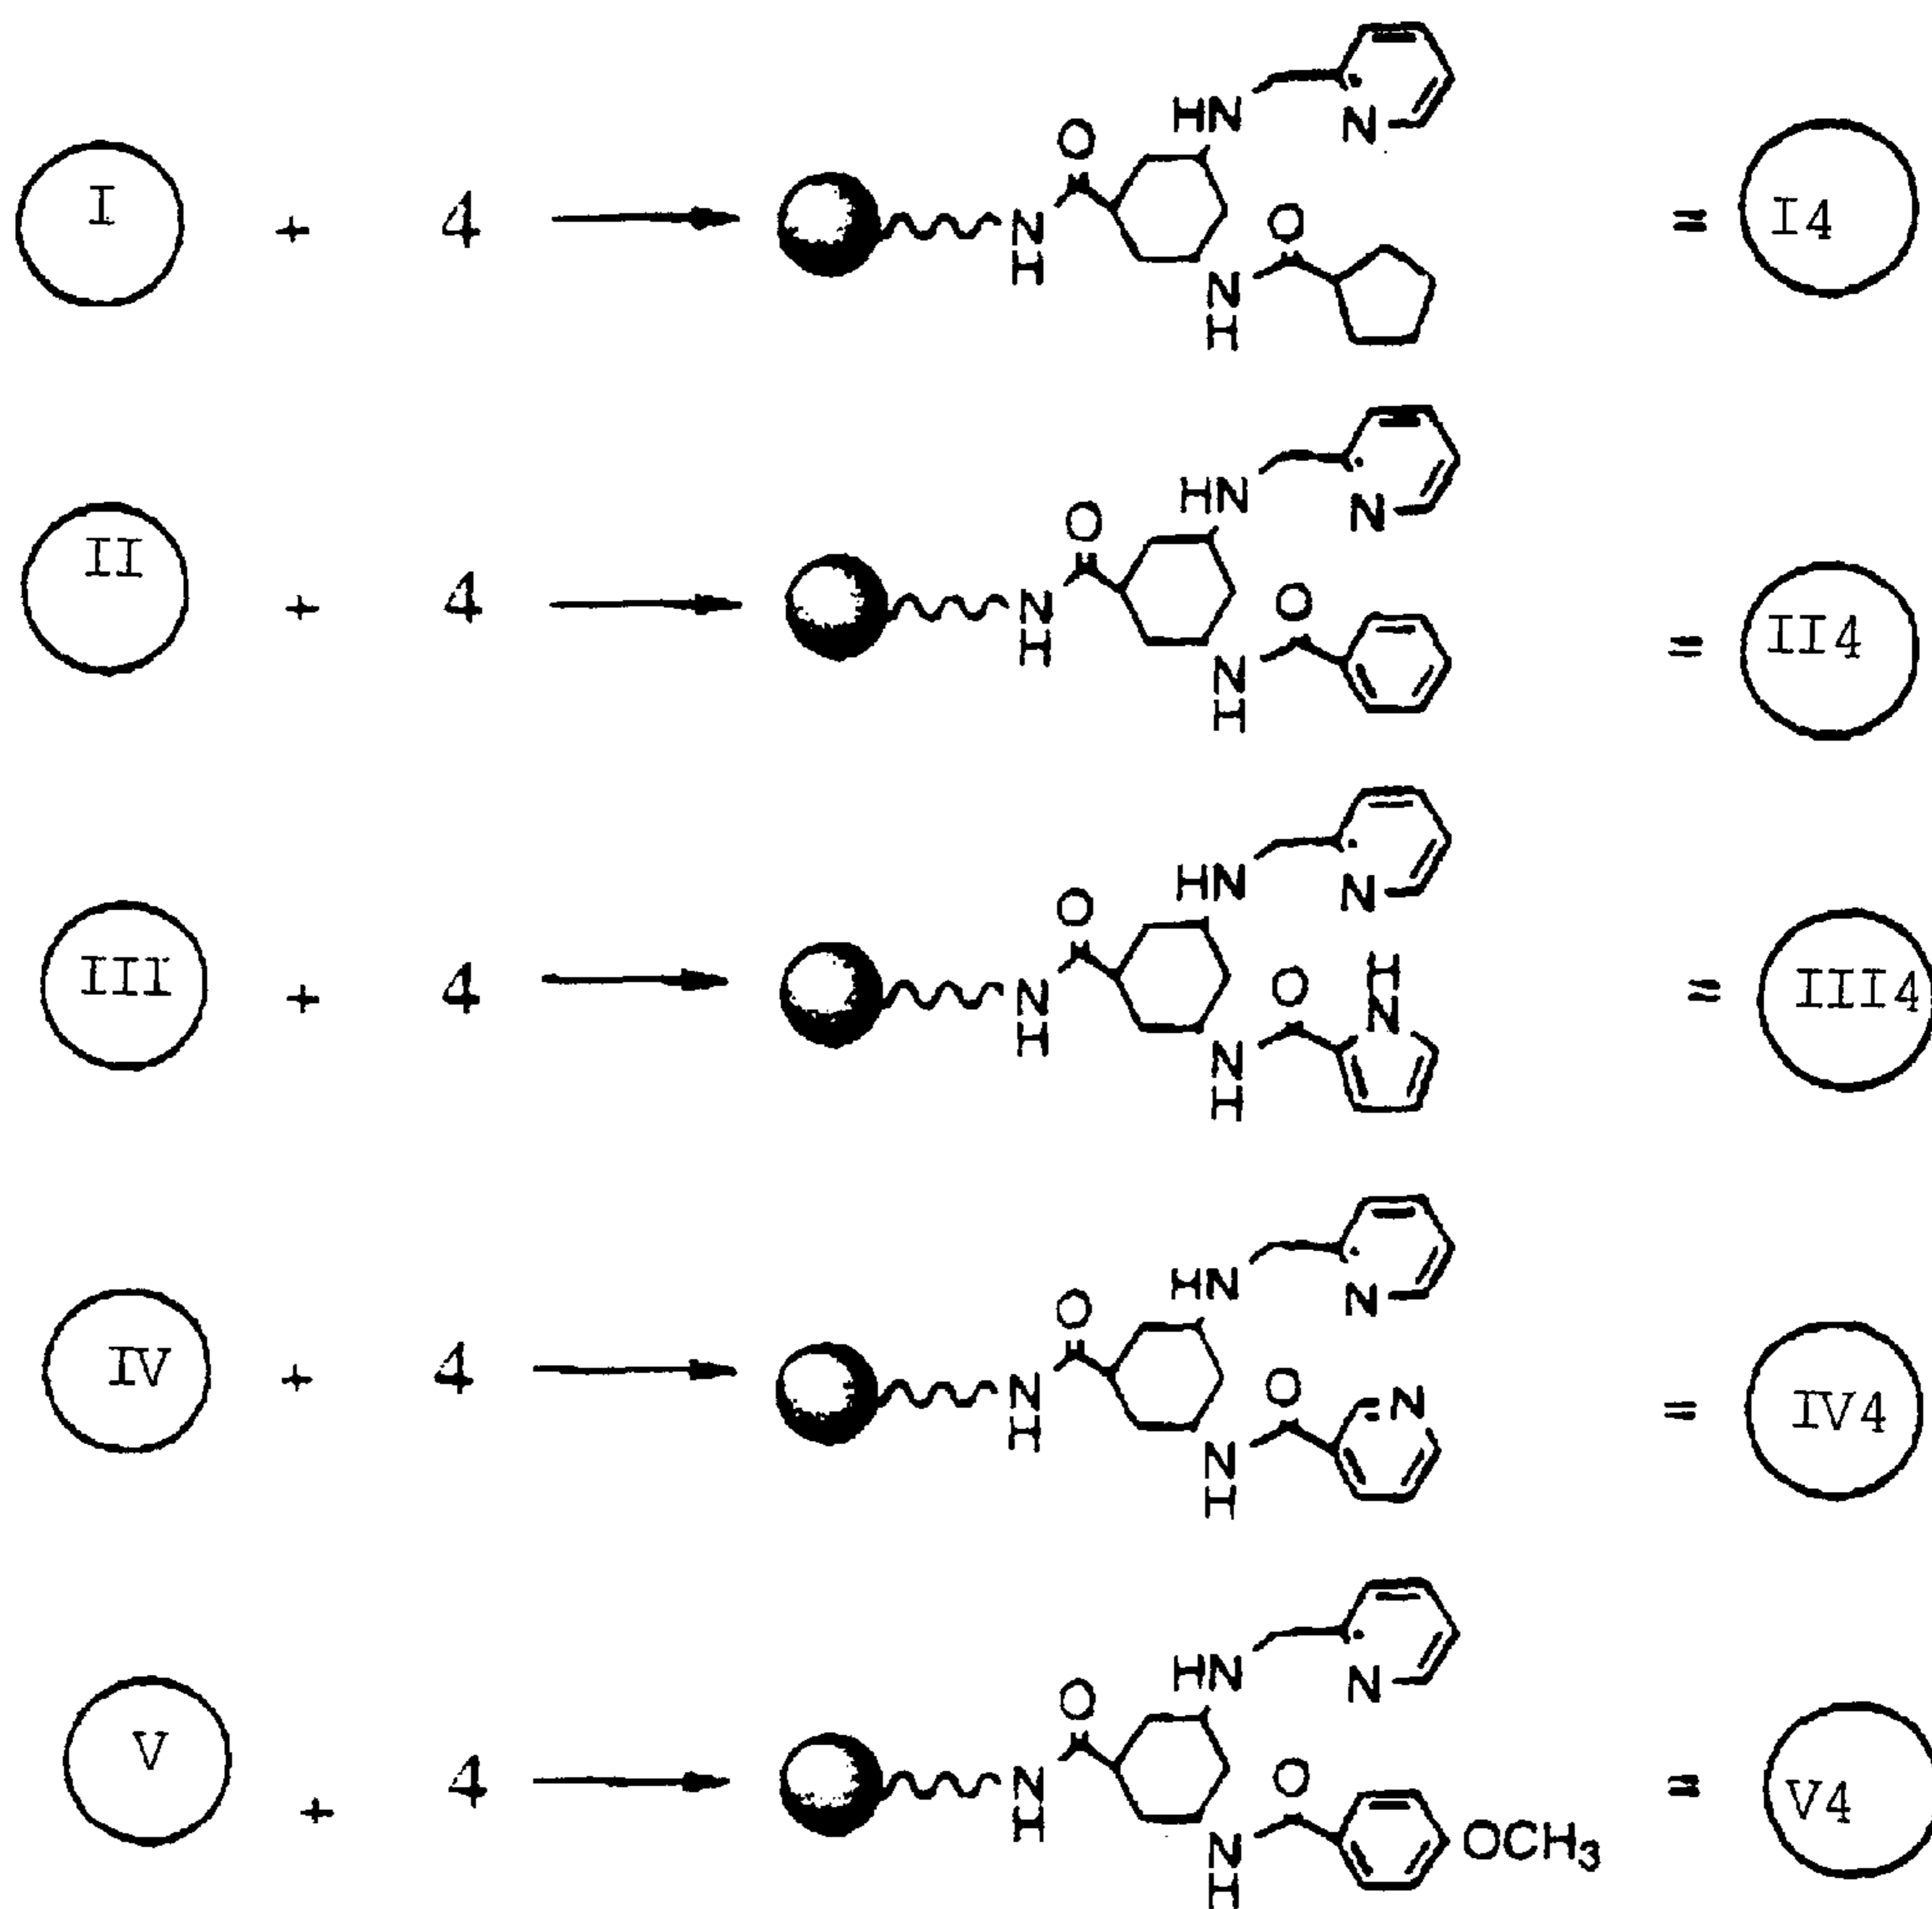 HN
N
O
I + 4 N H O = I4
N H
HN
N
O
II + 4 N H O = II4
N H
HN
N
O
III + 4 N H O H N = III4
N H
HN
N
O
IV + 4 N H O N = IV4
N H
HN
N
O
V + 4 N H O = V4
N H OCH3